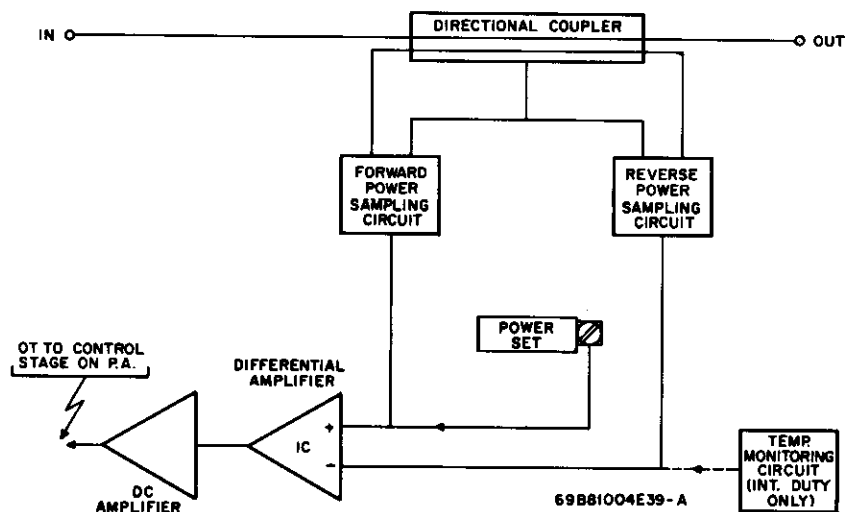 DIRECTIONAL COUPLER
IN
OUT
FORWARD
POWER
SAMPLING
CIRCUIT
REVERSE
POWER
SAMPLING
CIRCUIT
POWER
SET
OT TO CONTROL
STAGE ON P.A.
DIFFERENTIAL
AMPLIFIER
+
IC
−
DC
AMPLIFIER
TEMP.
MONITORING
CIRCUIT
(INT. DUTY
ONLY)
69B81004E39-A